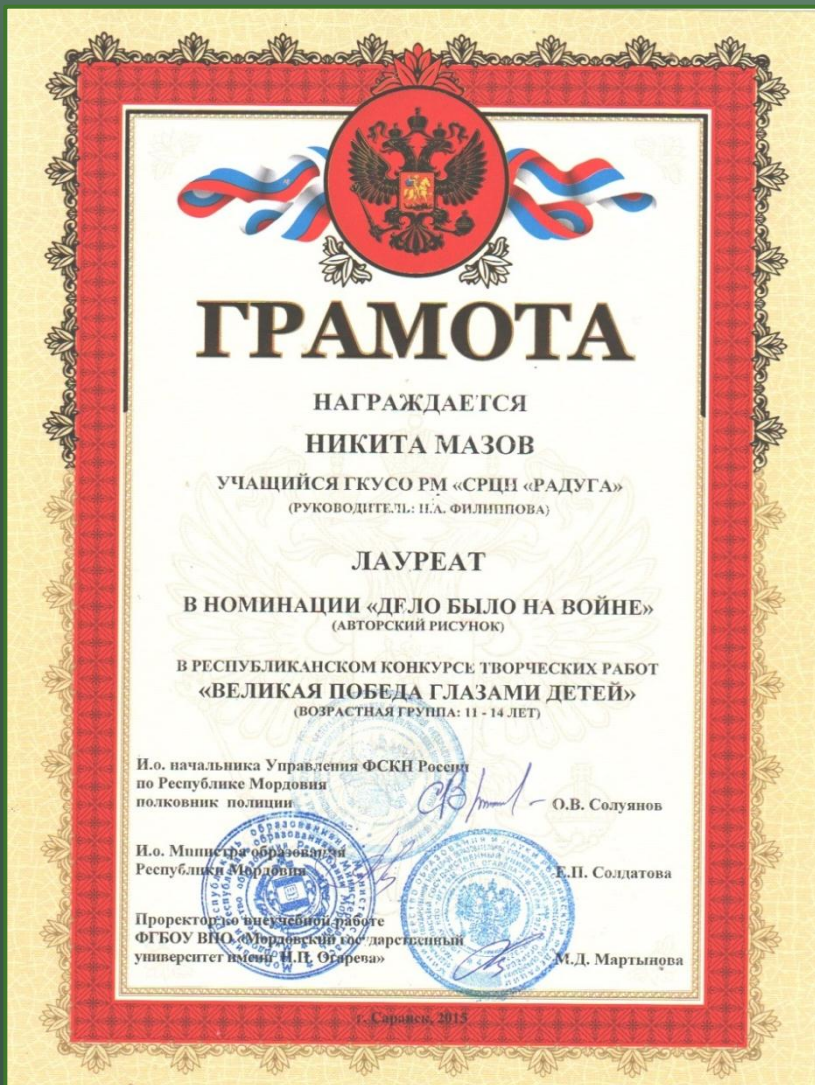 ГРАМОТА
НАГРАЖДАЕТСЯ
НИКИТА МАЗОВ
УЧАЩИЙСЯ ГКУСО РМ «СРЦН «РАДУГА»
(РУКОВОДИТЕЛЬ: Н.А. ФИЛИППОВА)
ЛАУРЕАТ
В НОМИНАЦИИ «ДЕЛО БЫЛО НА ВОЙНЕ»
(АВТОРСКИЙ РИСУНОК)
В РЕСПУБЛИКАНСКОМ КОНКУРСЕ ТВОРЧЕСКИХ РАБОТ
«ВЕЛИКАЯ ПОБЕДА ГЛАЗАМИ ДЕТЕЙ»
(ВОЗРАСТНАЯ ГРУППА: 11 - 14 ЛЕТ)
И.о. начальника Управления ФСКН России
по Республике Мордовия
полковник полиции
О.В. Солуянов
И.о. Министра образования
Республики Мордовия
Е.П. Солдатова
Проректор по внеучебной работе
ФГБОУ ВПО «Мордовский государственный
университет имени Н.П. Огарева»
М.Д. Мартынова
г. Саранск, 2015